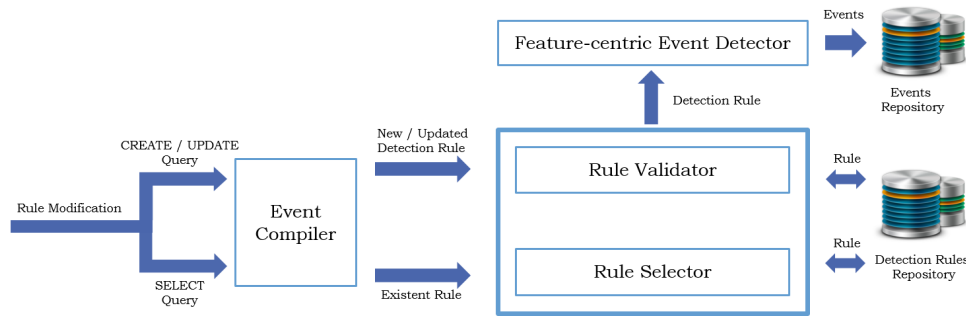 Events
Feature-centric Event Detector
Events
Repository
Detection Rule
CREATE / UPDATE
Query
New / Updated
Detection Rule
Rule Validator
Rule
Rule Modification
Event
Compiler
Rule
Rule Selector
Detection Rules
Repository
SELECT
Query
Existent Rule